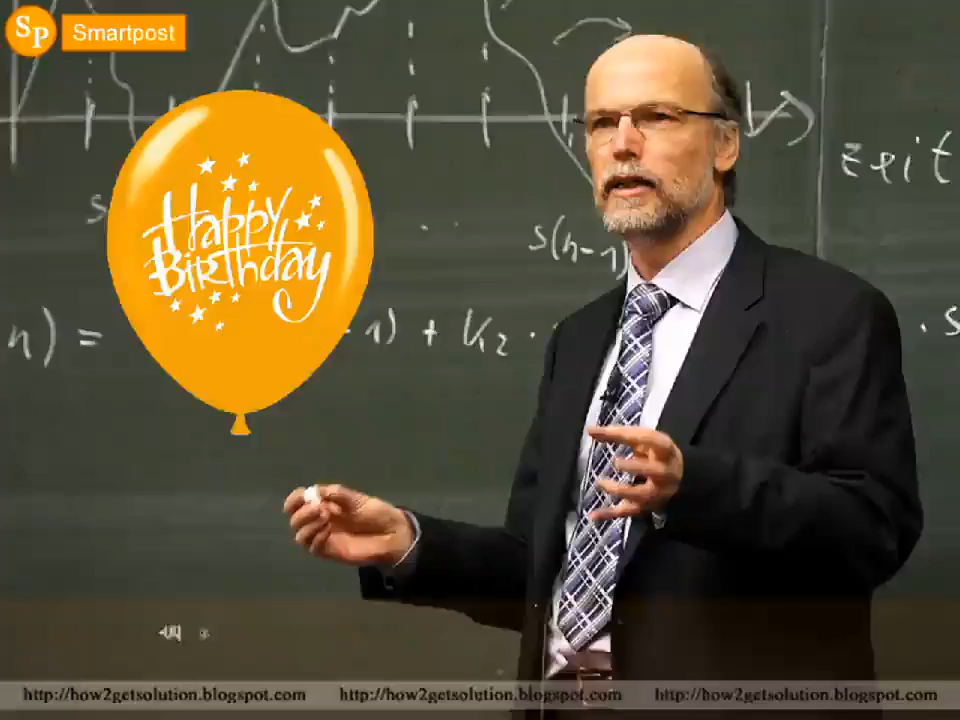 SP Smartpost
zeit
Happy
Birthday
s(n-1)
n) = -1) + k2 . . s
http://how2getsolution.blogspot.com http://how2getsolution.blogspot.com http://how2getsolution.blogspot.com